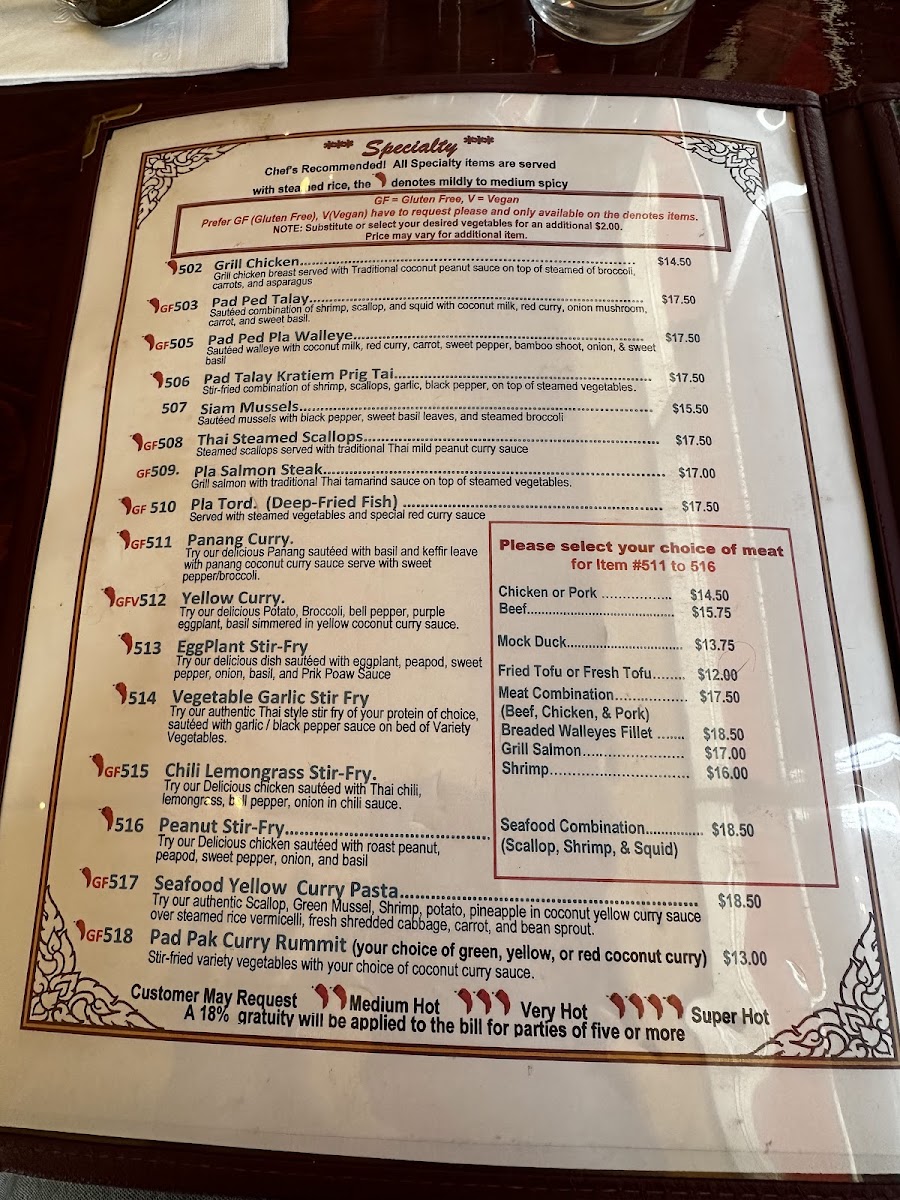 *** Specialty ***
Chef's Recommended! All Specialty items are served
with steamed rice, the denotes mildly to medium spicy
GF = Gluten Free, V = Vegan
Prefer GF (Gluten Free), V(Vegan) have to request please and only available on the denotes items.
NOTE: Substitute or select your desired vegetables for an additional $2.00.
Price may vary for additional item.
502 Grill Chicken................ $14.50
Grill chicken breast served with Traditional coconut peanut sauce on top of steamed of broccoli,
carrots, and asparagus
GF503 Pad Ped Talay................ $17.50
Sautéed combination of shrimp, scallop, and squid with coconut milk, red curry, onion mushroom,
carrot, and sweet basil.
GF505 Pad Ped Pla Walleye................ $17.50
Sautéed walleye with coconut milk, red curry, carrot, sweet pepper, bamboo shoot, onion, & sweet
basil
506 Pad Talay Kratiem Prig Tai................ $17.50
Stir-fried combination of shrimp, scallops, garlic, black pepper, on top of steamed vegetables.
507 Siam Mussels................ $15.50
Sautéed mussels with black pepper, sweet basil leaves, and steamed broccoli
GF508 Thai Steamed Scallops................ $17.50
Steamed scallops served with traditional Thai mild peanut curry sauce
GF509. Pla Salmon Steak................ $17.00
Grill salmon with traditional Thai tamarind sauce on top of steamed vegetables.
GF 510 Pla Tord. (Deep-Fried Fish) ................ $17.50
Served with steamed vegetables and special red curry sauce
GF511 Panang Curry.
Try our delicious Panang sautéed with basil and keffir leave
with panang coconut curry sauce serve with sweet
pepper/broccoli.
GFV512 Yellow Curry.
Try our delicious Potato, Broccoli, bell pepper, purple
eggplant, basil simmered in yellow coconut curry sauce.
513 EggPlant Stir-Fry
Try our delicious dish sautéed with eggplant, peapod, sweet
pepper, onion, basil, and Prik Poaw Sauce
514 Vegetable Garlic Stir Fry
Try our authentic Thai style stir fry of your protein of choice,
sautéed with garlic / black pepper sauce on bed of Variety
Vegetables.
GF515 Chili Lemongrass Stir-Fry.
Try our Delicious chicken sautéed with Thai chili,
lemongrass, bell pepper, onion in chili sauce.
516 Peanut Stir-Fry................
Try our Delicious chicken sautéed with roast peanut,
peapod, sweet pepper, onion, and basil
Please select your choice of meat
for Item #511 to 516
Chicken or Pork ................ $14.50
Beef................ $15.75
Mock Duck................ $13.75
Fried Tofu or Fresh Tofu........ $12.00
Meat Combination............. $17.50
(Beef, Chicken, & Pork)
Breaded Walleyes Fillet ....... $18.50
Grill Salmon................ $17.00
Shrimp................ $16.00
Seafood Combination.............. $18.50
(Scallop, Shrimp, & Squid)
GF517 Seafood Yellow Curry Pasta................ $18.50
Try our authentic Scallop, Green Mussel, Shrimp, potato, pineapple in coconut yellow curry sauce
over steamed rice vermicelli, fresh shredded cabbage, carrot, and bean sprout.
GF518 Pad Pak Curry Rummit (your choice of green, yellow, or red coconut curry) $13.00
Stir-fried variety vegetables with your choice of coconut curry sauce.
Customer May Request Medium Hot Very Hot Super Hot
A 18% gratuity will be applied to the bill for parties of five or more